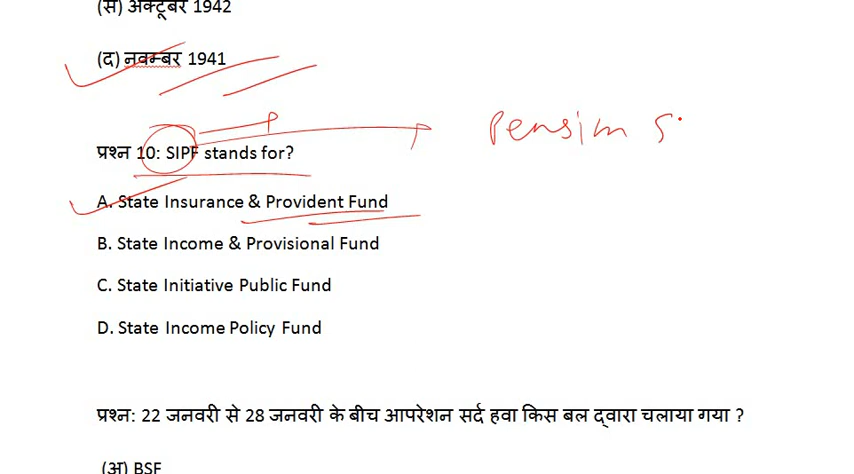 (स) अक्टूबर 1942
(द) नवम्बर 1941
प्रश्न 10: SIPF stands for?
A. State Insurance & Provident Fund
B. State Income & Provisional Fund
C. State Initiative Public Fund
D. State Income Policy Fund
प्रश्न: 22 जनवरी से 28 जनवरी के बीच आपरेशन सर्द हवा किस बल द्वारा चलाया गया ?
(अ) BSF